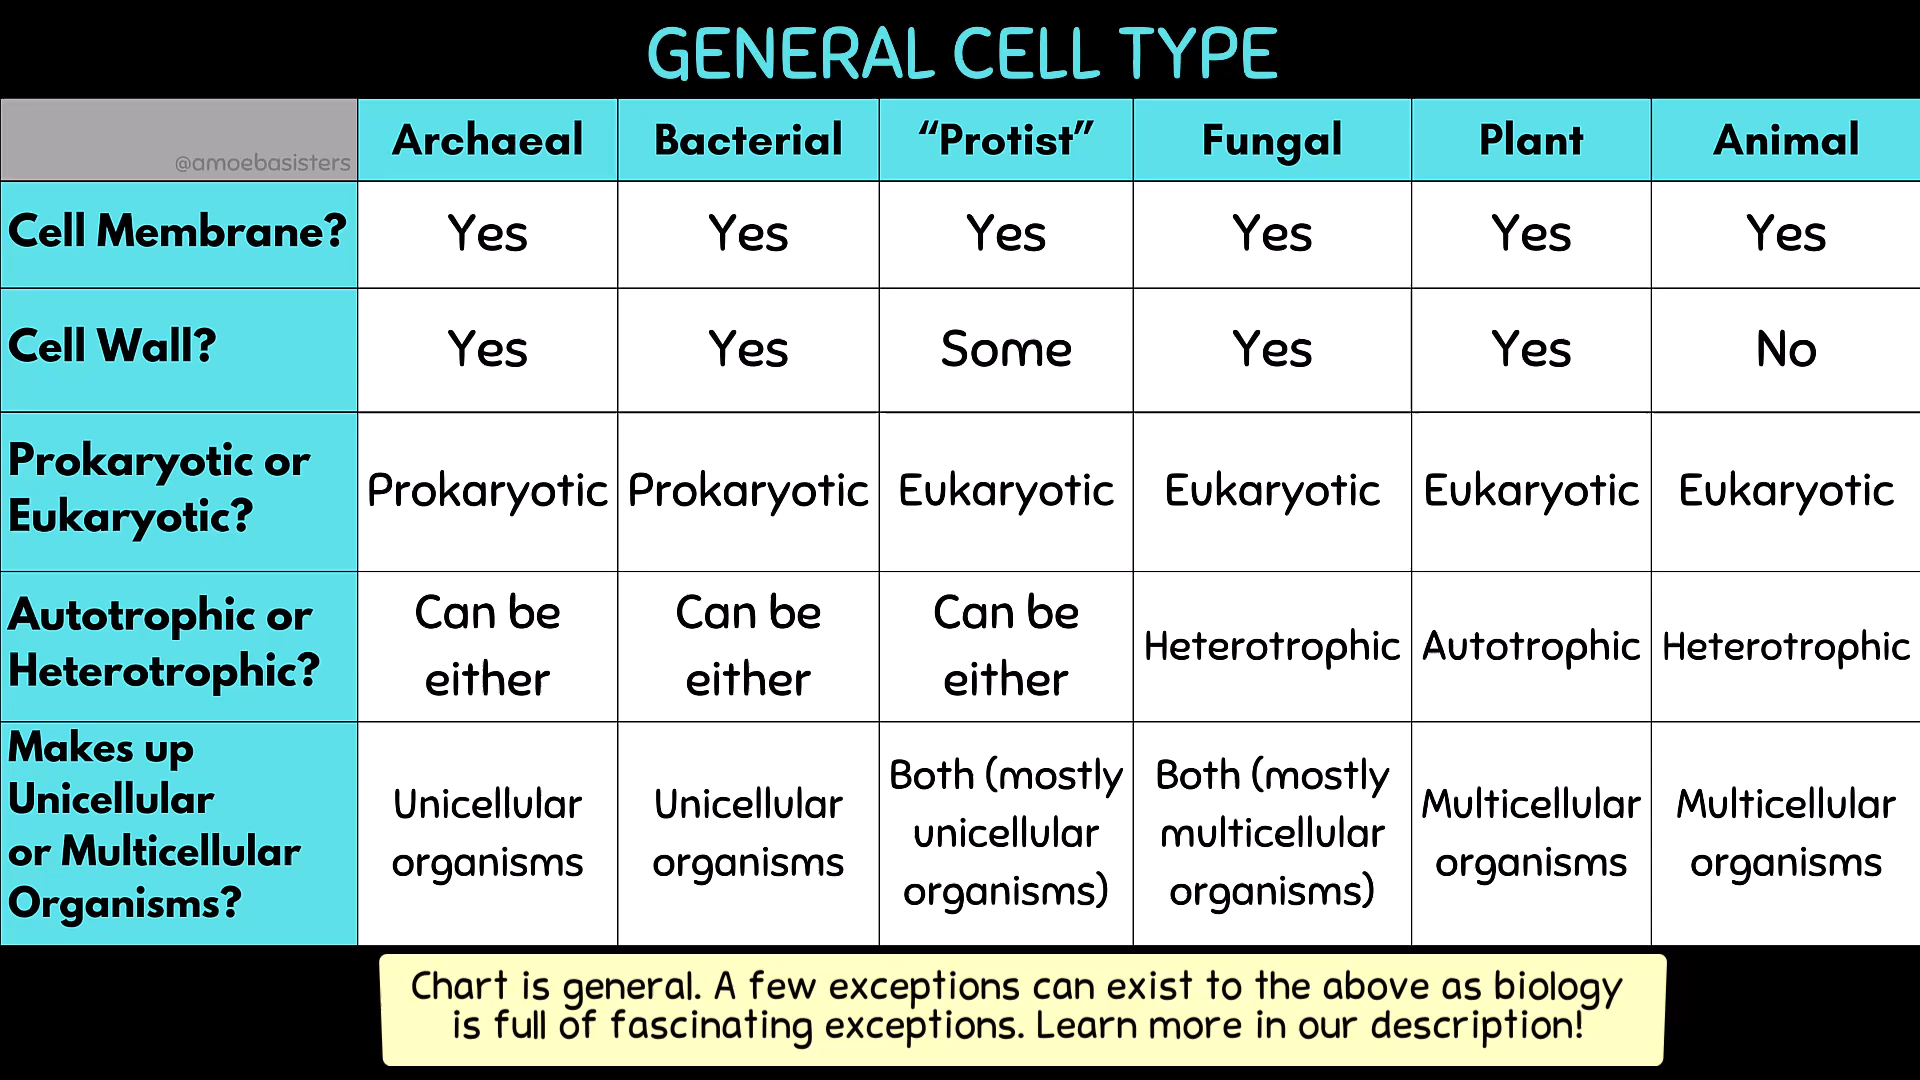 GENERAL CELL TYPE
@amoebasisters
Archaeal
Bacterial
“Protist”
Fungal
Plant
Animal
Cell Membrane?
Yes
Yes
Yes
Yes
Yes
Yes
Cell Wall?
Yes
Yes
Some
Yes
Yes
No
Prokaryotic or
Eukaryotic?
Prokaryotic
Prokaryotic
Eukaryotic
Eukaryotic
Eukaryotic
Eukaryotic
Autotrophic or
Heterotrophic?
Can be
either
Can be
either
Can be
either
Heterotrophic
Autotrophic
Heterotrophic
Makes up
Unicellular
or Multicellular
Organisms?
Unicellular
organisms
Unicellular
organisms
Both (mostly
unicellular
organisms)
Both (mostly
multicellular
organisms)
Multicellular
organisms
Multicellular
organisms
Chart is general. A few exceptions can exist to the above as biology
is full of fascinating exceptions. Learn more in our description!